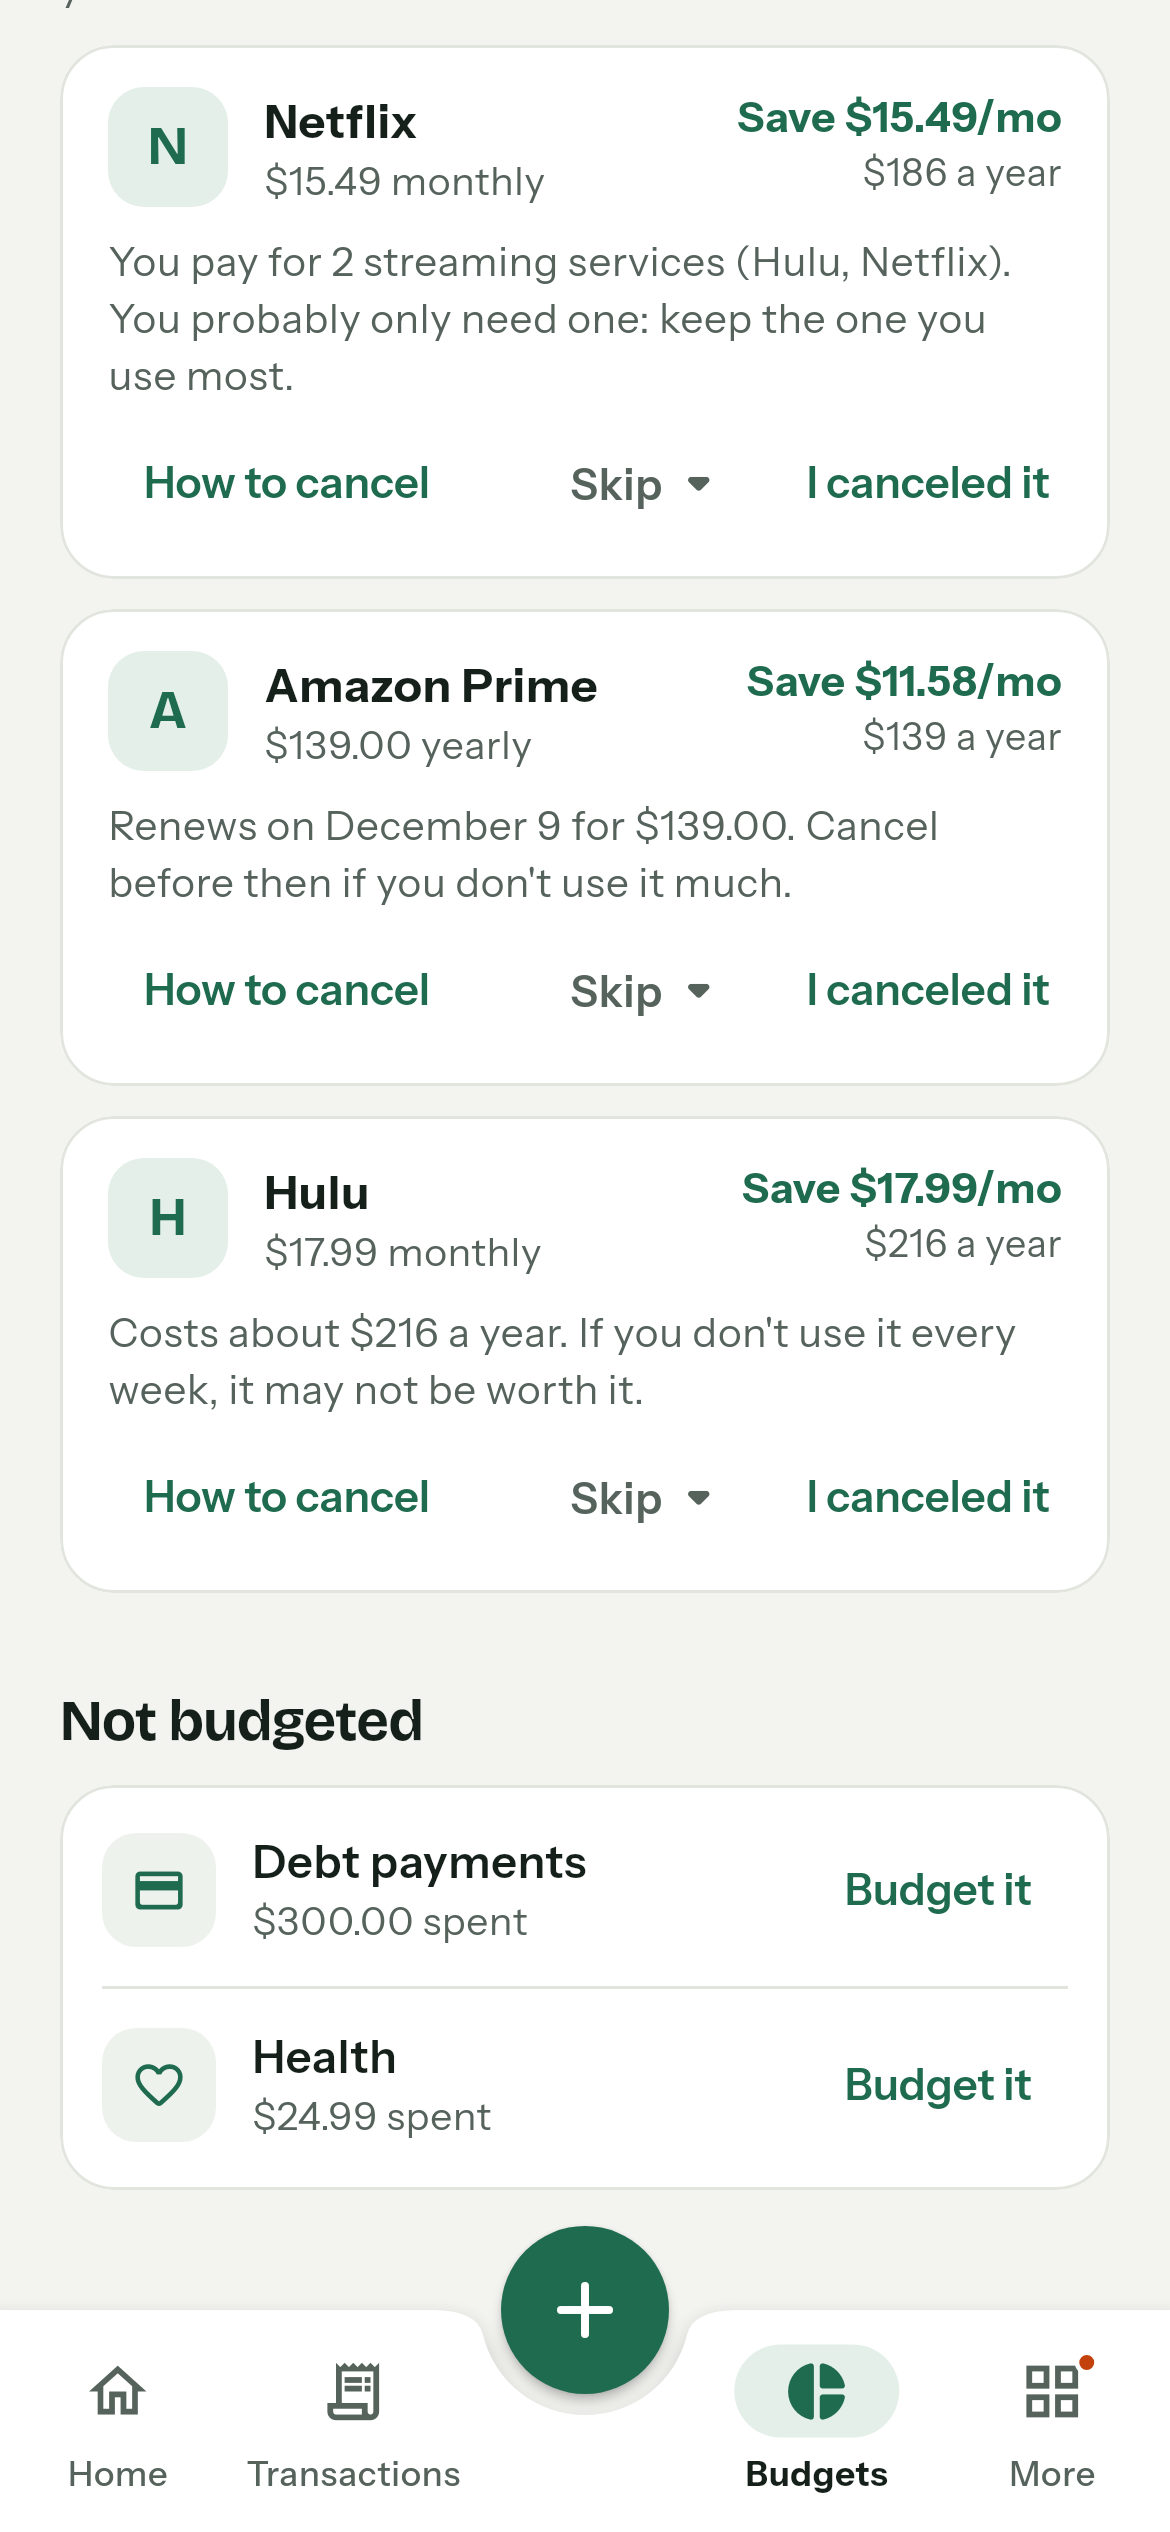 N
Netflix
Save $15.49/mo
$15.49 monthly
$186 a year
You pay for 2 streaming services (Hulu, Netflix).
You probably only need one: keep the one you
use most.
How to cancel
Skip
I canceled it
A
Amazon Prime
Save $11.58/mo
$139.00 yearly
$139 a year
Renews on December 9 for $139.00. Cancel
before then if you don't use it much.
How to cancel
Skip
I canceled it
H
Hulu
Save $17.99/mo
$17.99 monthly
$216 a year
Costs about $216 a year. If you don't use it every
week, it may not be worth it.
How to cancel
Skip
I canceled it
Not budgeted
Debt payments
$300.00 spent
Budget it
Health
$24.99 spent
Budget it
Home
Transactions
Budgets
More